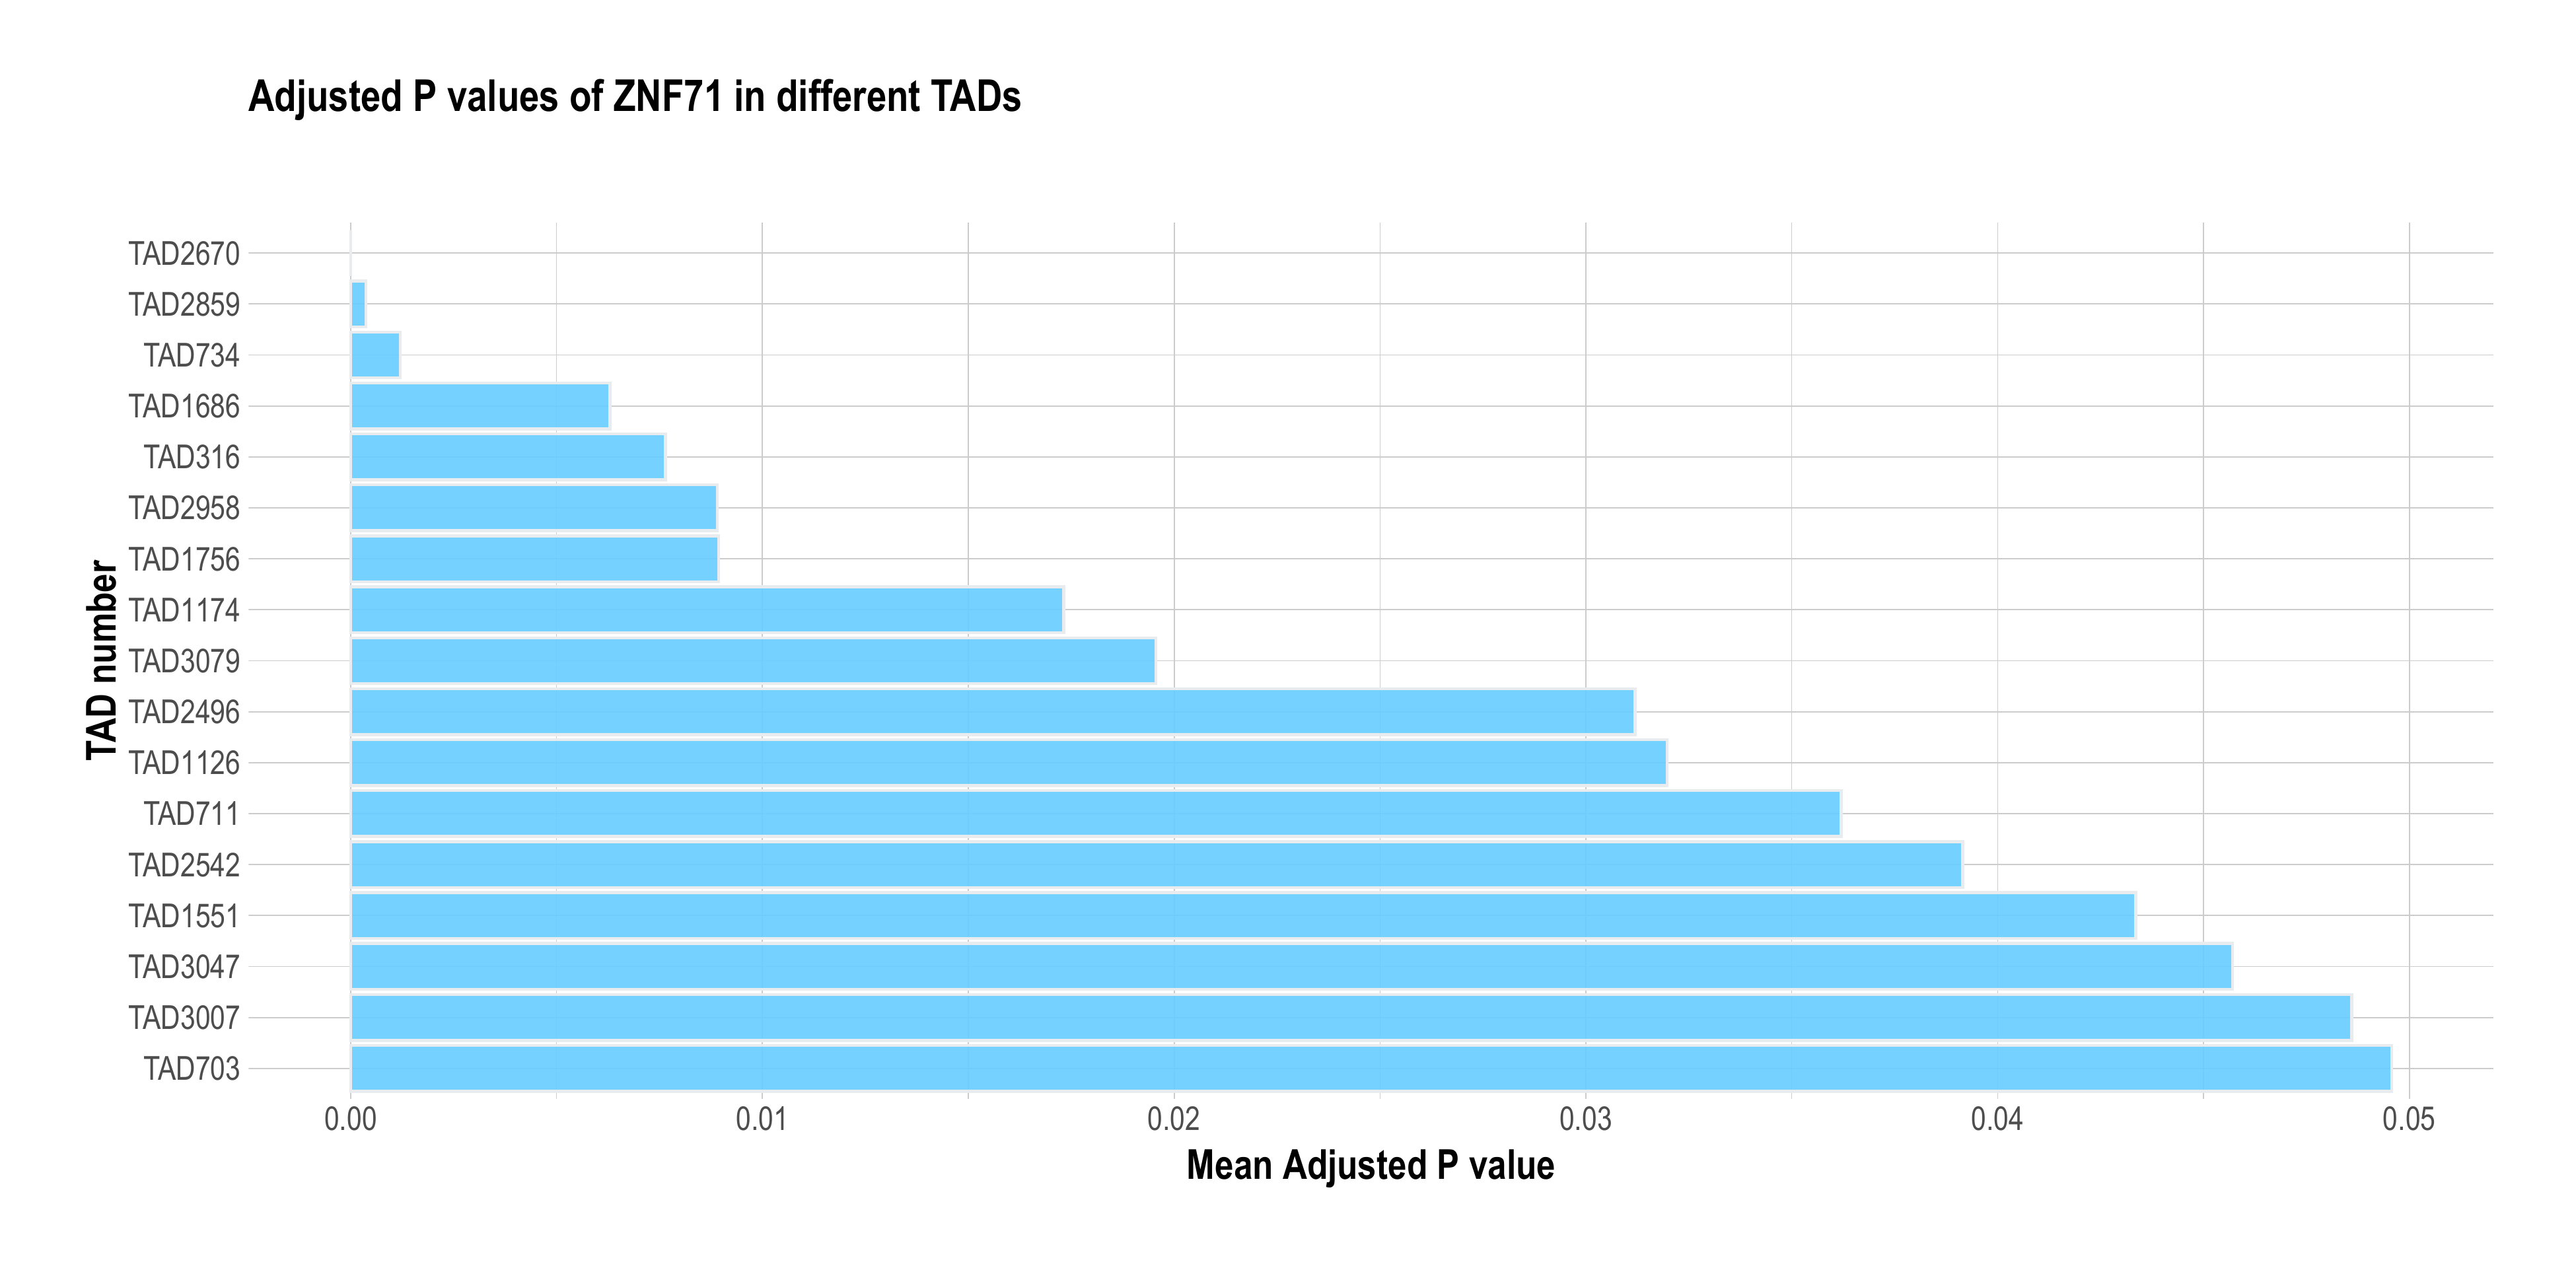 Adjusted P values of ZNF71 in different TADs
TAD number
TAD2670
TAD2859
TAD734
TAD1686
TAD316
TAD2958
TAD1756
TAD1174
TAD3079
TAD2496
TAD1126
TAD711
TAD2542
TAD1551
TAD3047
TAD3007
TAD703
0.00 0.01 0.02 0.03 0.04 0.05
Mean Adjusted P value